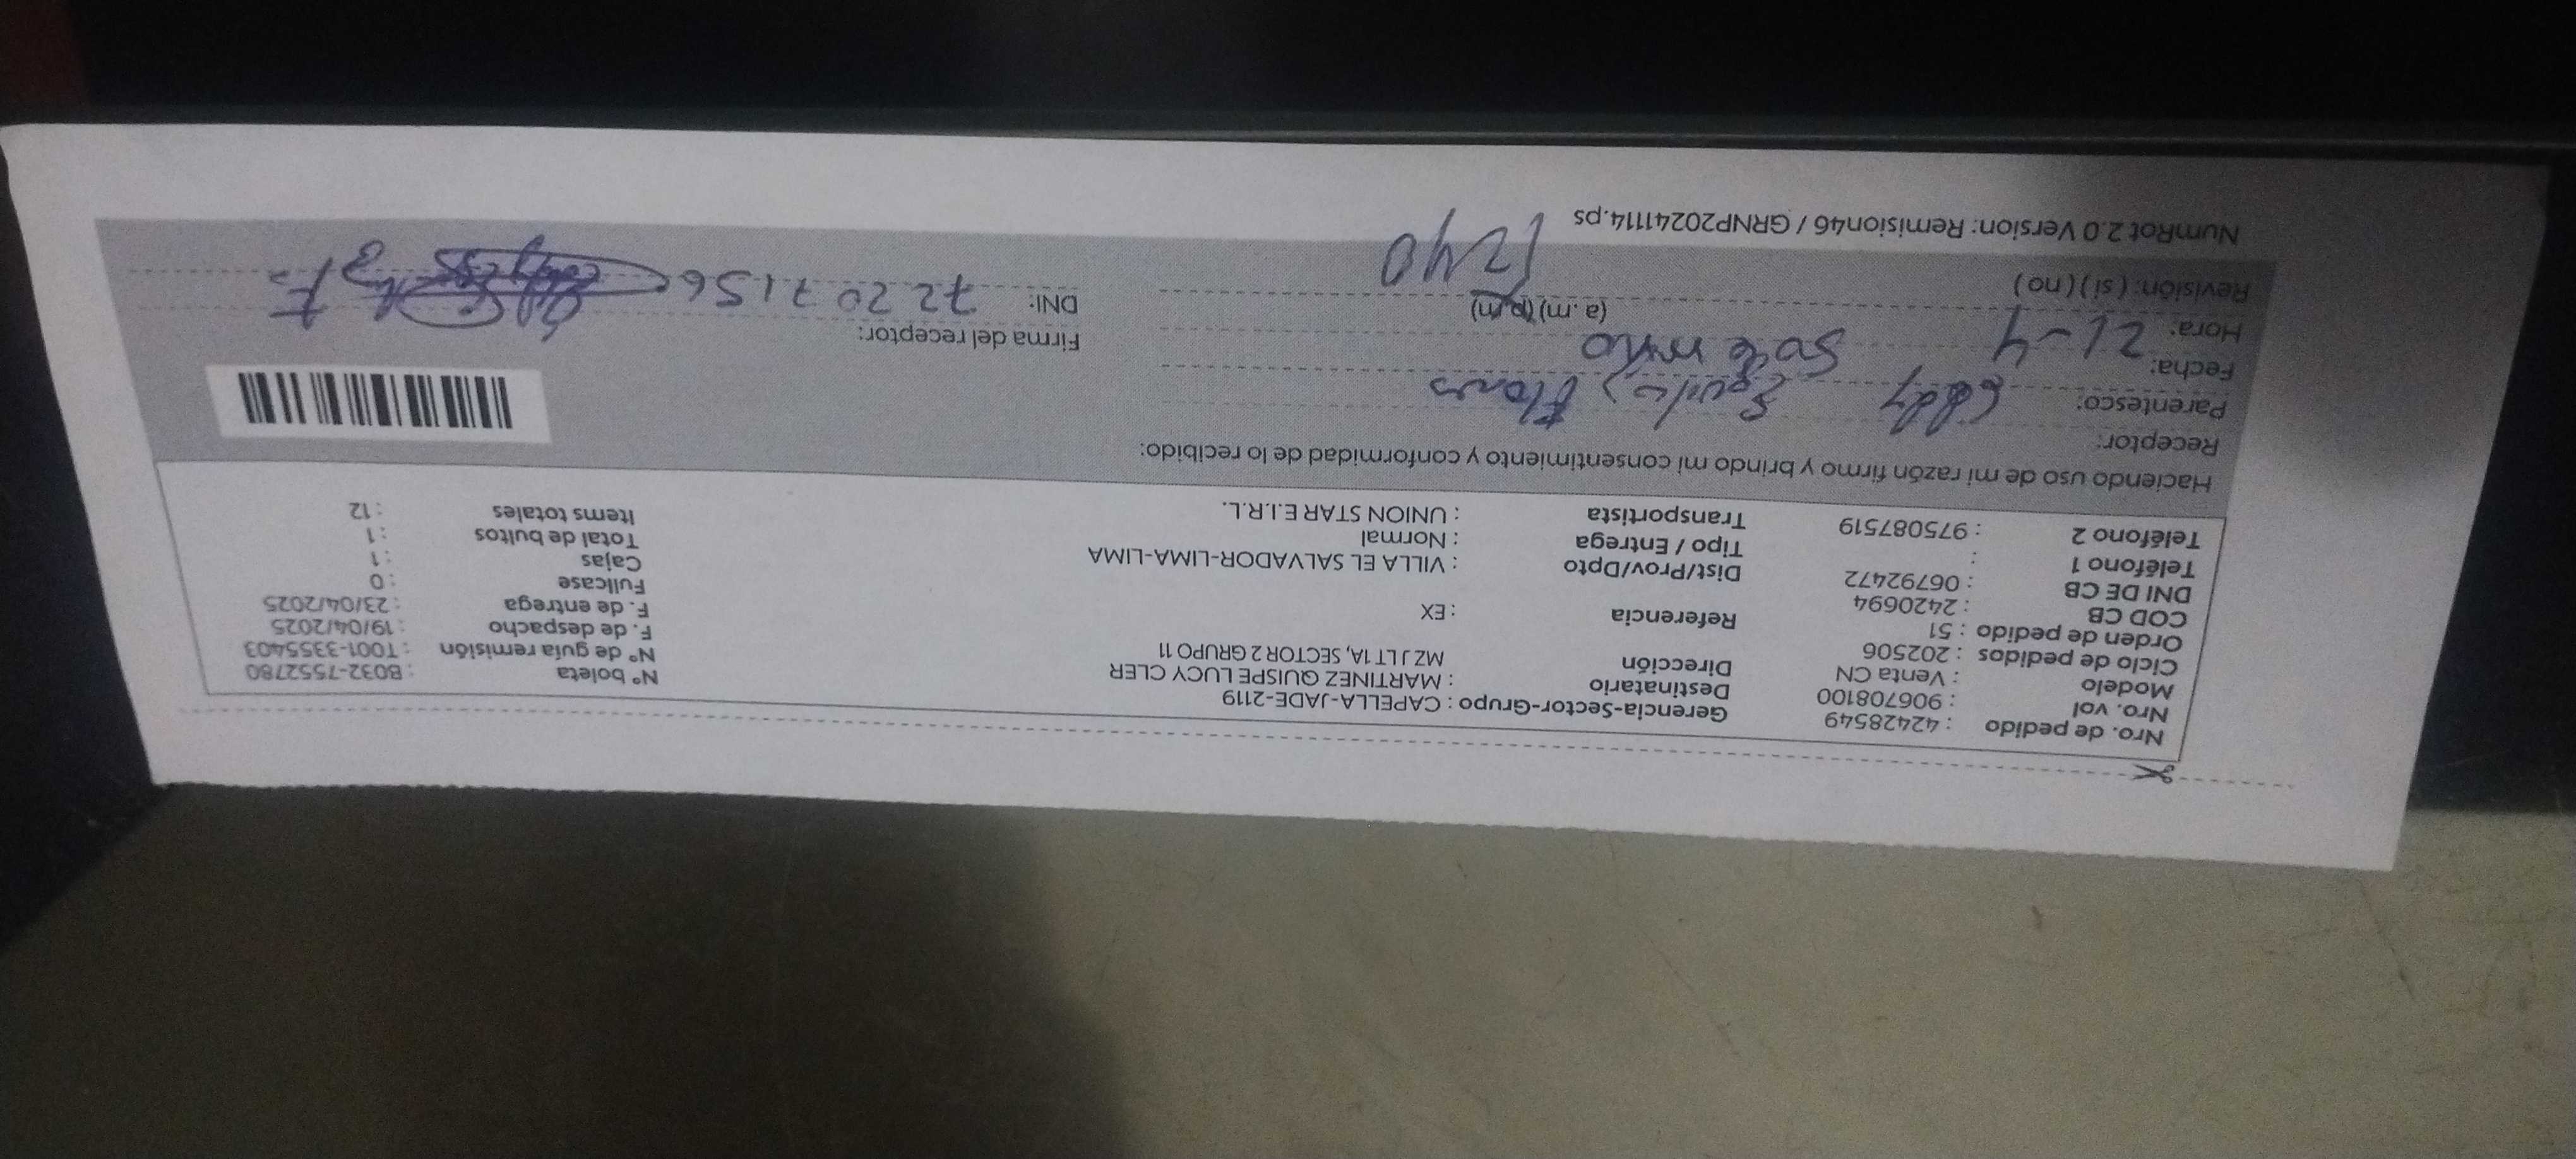 Nro. de pedido : 42428549
Nro. vol : 906708100
Modelo : Venta CN
Ciclo de pedidos : 202506
Orden de pedido : 51
COD CB : 2420694
DNI DE CB : 06792472
Teléfono 1 :
Teléfono 2 : 975087519
Gerencia-Sector-Grupo : CAPELLA-JADE-2119
Destinatario : MARTINEZ QUISPE LUCY CLER
Dirección MZ J LT 1A, SECTOR 2 GRUPO 11
Referencia : EX
Dist/Prov/Dpto : VILLA EL SALVADOR-LIMA-LIMA
Tipo / Entrega : Normal
Transportista : UNION STAR E.I.R.L.
N° boleta : B032-7552780
N° de guía remisión : T001-3355403
F. de despacho : 19/04/2025
F. de entrega : 23/04/2025
Fullcase : 0
Cajas : 1
Total de bultos : 1
Items totales : 12
Haciendo uso de mi razón firmo y brindo mi consentimiento y conformidad de lo recibido:
Receptor:
Parentesco: Eddy Flores
Fecha:
Hora: 21-4 (a.m) (p.m)
Revisión: (si) (no) 1240
Firma del receptor:
DNI: 72207156
NumRot 2.0 Version: Remision46 / GRNP20241114.ps